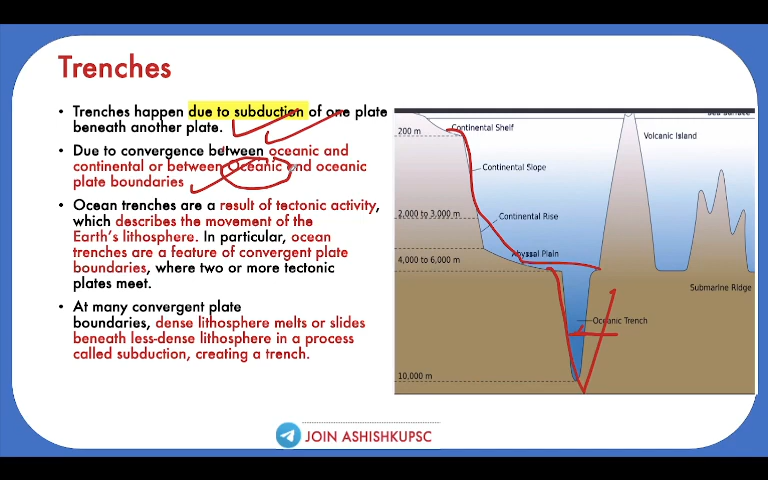 Trenches
• Trenches happen due to subduction of one plate
beneath another plate.
• Due to convergence between oceanic and
continental or between Oceanic and oceanic
plate boundaries
• Ocean trenches are a result of tectonic activity,
which describes the movement of the
Earth's lithosphere. In particular, ocean
trenches are a feature of convergent plate
boundaries, where two or more tectonic
plates meet.
• At many convergent plate
boundaries, dense lithosphere melts or slides
beneath less-dense lithosphere in a process
called subduction, creating a trench.
Sea Surface
Continental Shelf
200 m
Volcanic Island
Continental Slope
2,000 to 3,000 m
Continental Rise
Abyssal Plain
4,000 to 6,000 m
Submarine Ridge
Oceanic Trench
10,000 m
JOIN ASHISHKUPSC